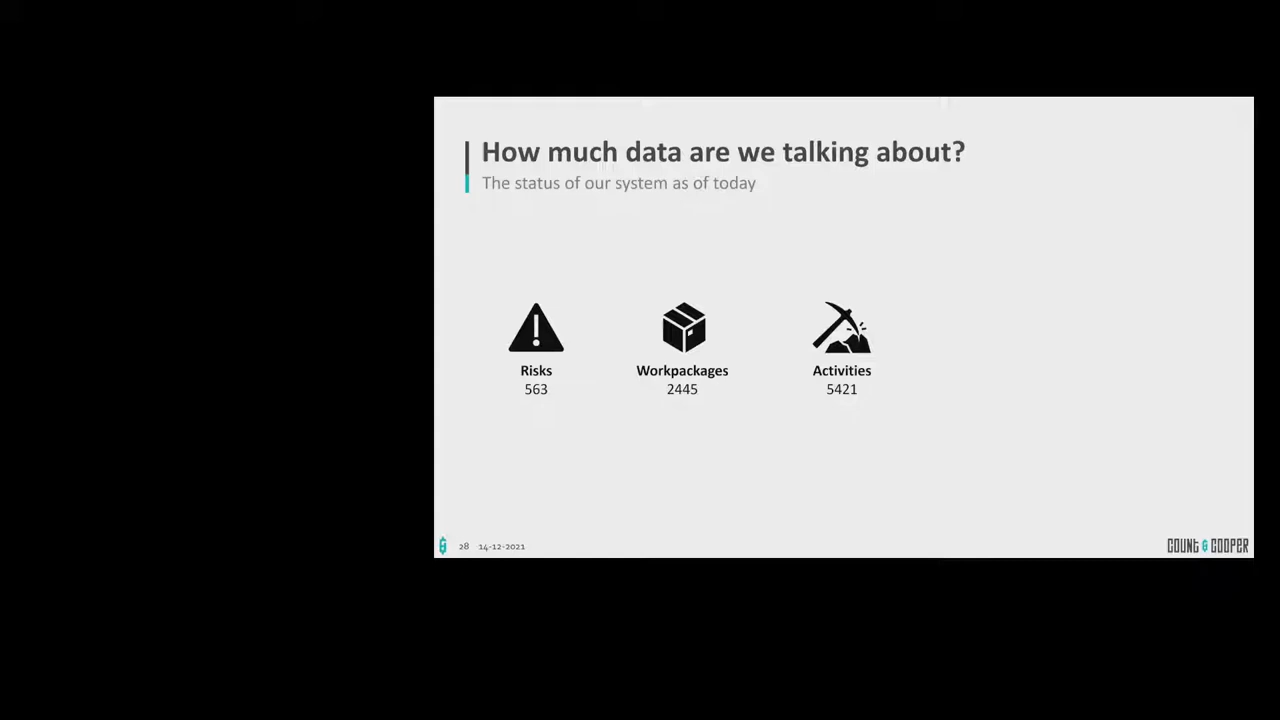 How much data are we talking about?
The status of our system as of today
Risks
563
Workpackages
2445
Activities
5421
28 14-12-2021
COUNT & COOPER